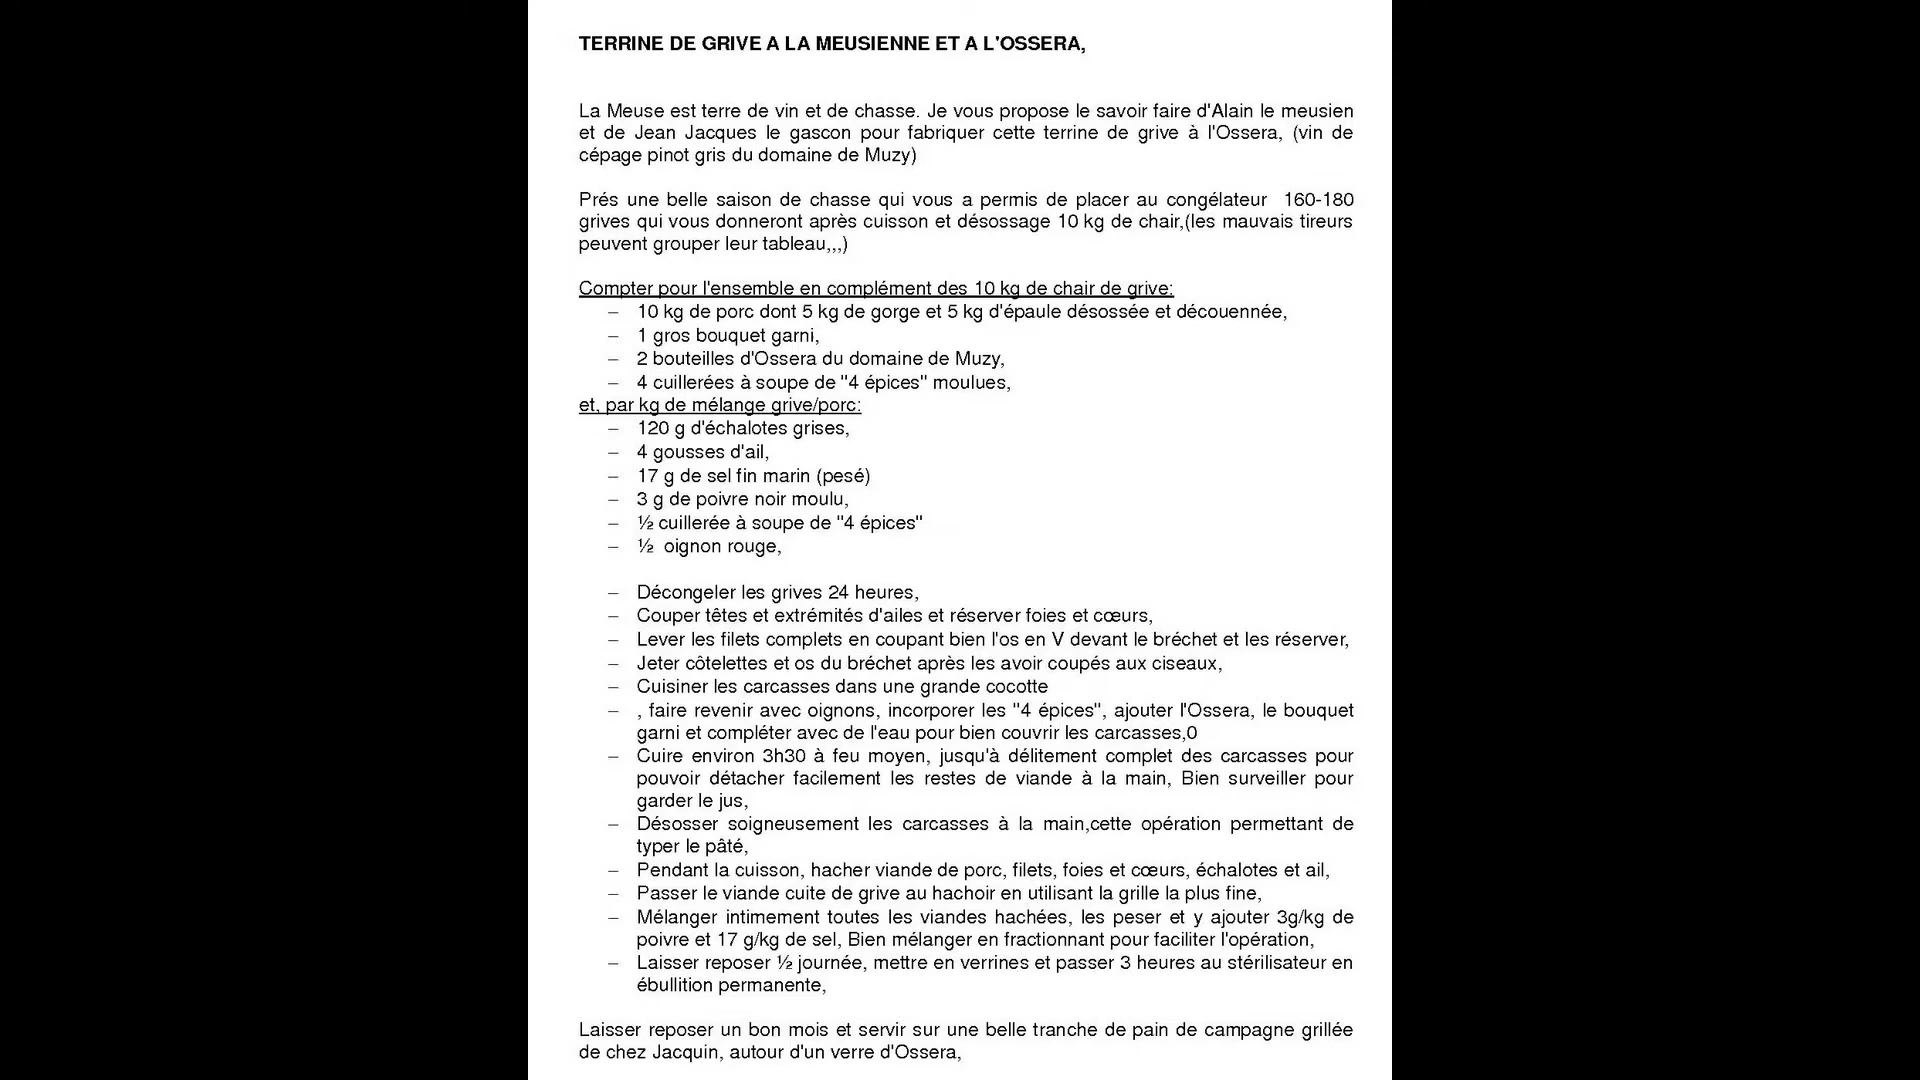 TERRINE DE GRIVE A LA MEUSIENNE ET A L'OSSERA,
La Meuse est terre de vin et de chasse. Je vous propose le savoir faire d'Alain le meusien
et de Jean Jacques le gascon pour fabriquer cette terrine de grive à l'Ossera, (vin de
cépage pinot gris du domaine de Muzy)
Prés une belle saison de chasse qui vous a permis de placer au congélateur 160-180
grives qui vous donneront après cuisson et désossage 10 kg de chair,(les mauvais tireurs
peuvent grouper leur tableau,,,)
Compter pour l'ensemble en complément des 10 kg de chair de grive:
– 10 kg de porc dont 5 kg de gorge et 5 kg d'épaule désossée et découennée,
– 1 gros bouquet garni,
– 2 bouteilles d'Ossera du domaine de Muzy,
– 4 cuillerées à soupe de "4 épices" moulues,
et, par kg de mélange grive/porc:
– 120 g d'échalotes grises,
– 4 gousses d'ail,
– 17 g de sel fin marin (pesé)
– 3 g de poivre noir moulu,
– ½ cuillerée à soupe de "4 épices"
– ½ oignon rouge,
– Décongeler les grives 24 heures,
– Couper têtes et extrémités d'ailes et réserver foies et cœurs,
– Lever les filets complets en coupant bien l'os en V devant le bréchet et les réserver,
– Jeter côtelettes et os du bréchet après les avoir coupés aux ciseaux,
– Cuisiner les carcasses dans une grande cocotte
– , faire revenir avec oignons, incorporer les "4 épices", ajouter l'Ossera, le bouquet
garni et compléter avec de l'eau pour bien couvrir les carcasses,0
– Cuire environ 3h30 à feu moyen, jusqu'à délitement complet des carcasses pour
pouvoir détacher facilement les restes de viande à la main, Bien surveiller pour
garder le jus,
– Désosser soigneusement les carcasses à la main,cette opération permettant de
typer le pâté,
– Pendant la cuisson, hacher viande de porc, filets, foies et cœurs, échalotes et ail,
– Passer le viande cuite de grive au hachoir en utilisant la grille la plus fine,
– Mélanger intimement toutes les viandes hachées, les peser et y ajouter 3g/kg de
poivre et 17 g/kg de sel, Bien mélanger en fractionnant pour faciliter l'opération,
– Laisser reposer ½ journée, mettre en verrines et passer 3 heures au stérilisateur en
ébullition permanente,
Laisser reposer un bon mois et servir sur une belle tranche de pain de campagne grillée
de chez Jacquin, autour d'un verre d'Ossera,